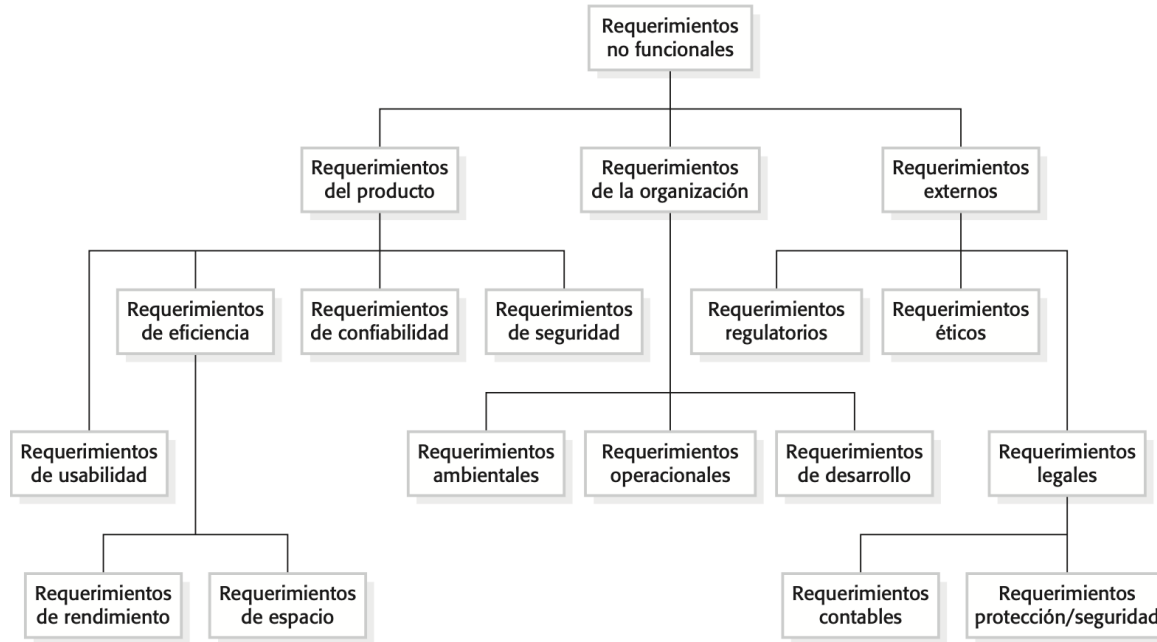 Requerimientos
no funcionales
Requerimientos
del producto
Requerimientos
de la organización
Requerimientos
externos
Requerimientos
de eficiencia
Requerimientos
de confiabilidad
Requerimientos
de seguridad
Requerimientos
regulatorios
Requerimientos
éticos
Requerimientos
de usabilidad
Requerimientos
ambientales
Requerimientos
operacionales
Requerimientos
de desarrollo
Requerimientos
legales
Requerimientos
de rendimiento
Requerimientos
de espacio
Requerimientos
contables
Requerimientos
protección/seguridad